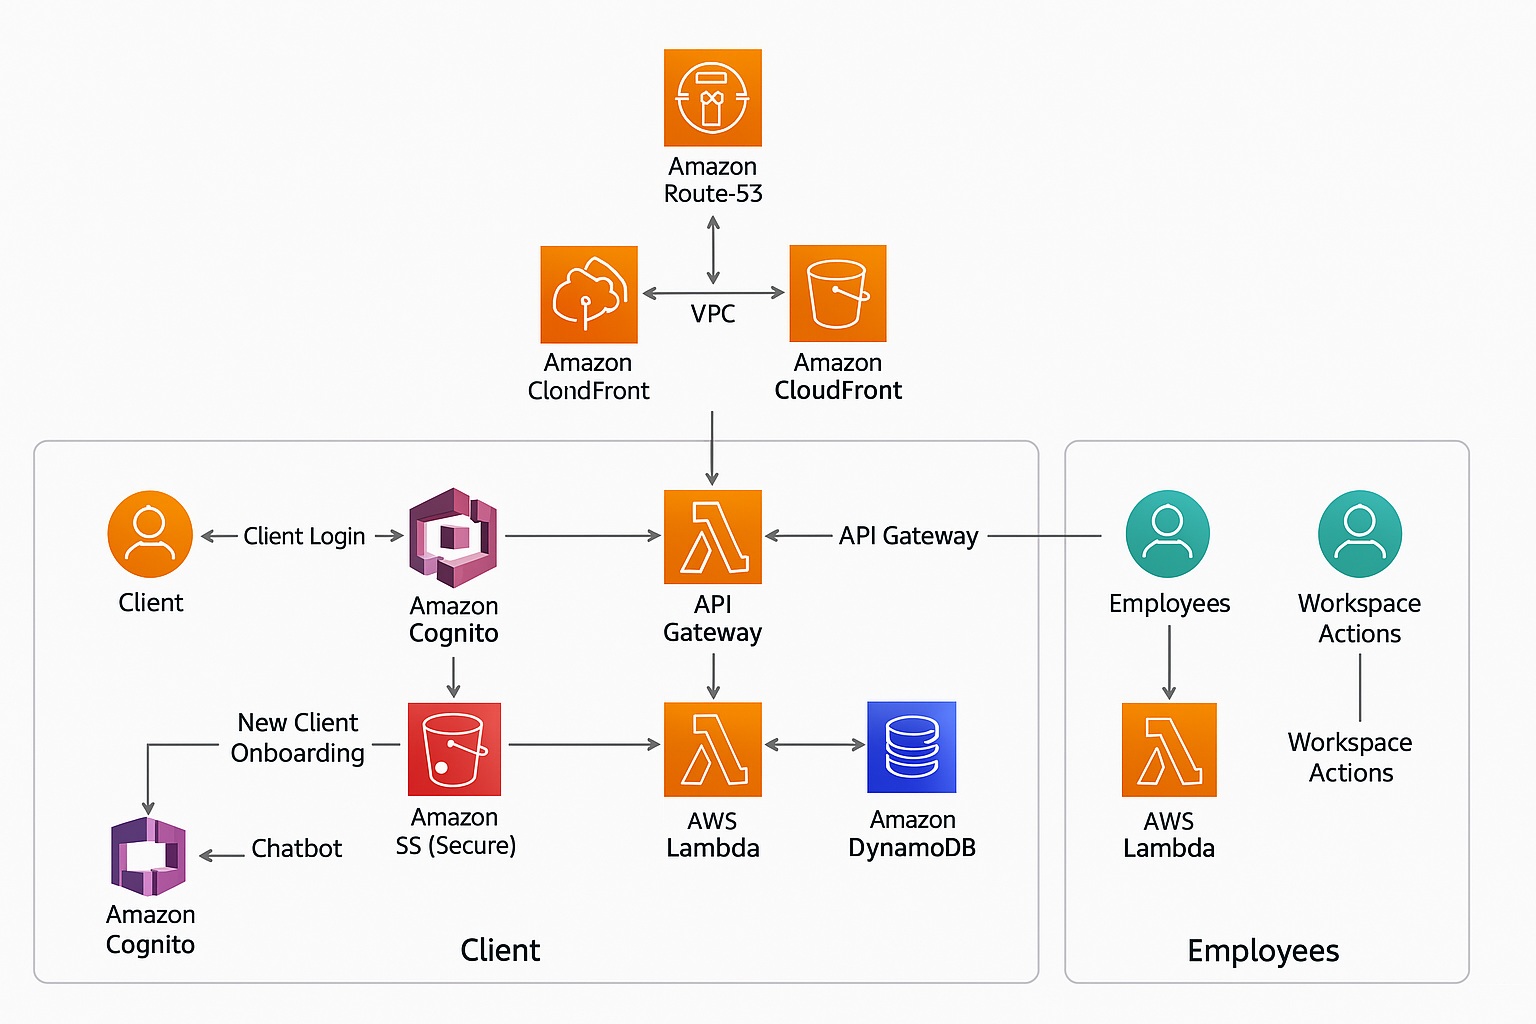 Amazon
Route-53
VPC
Amazon
ClondFront
Amazon
CloudFront
Client Login
API Gateway
Client
Amazon
Cognito
API
Gateway
Employees
Workspace
Actions
New Client
Onboarding
Workspace
Actions
Amazon
SS (Secure)
AWS
Lambda
Amazon
DynamoDB
AWS
Lambda
Chatbot
Amazon
Cognito
Client
Employees